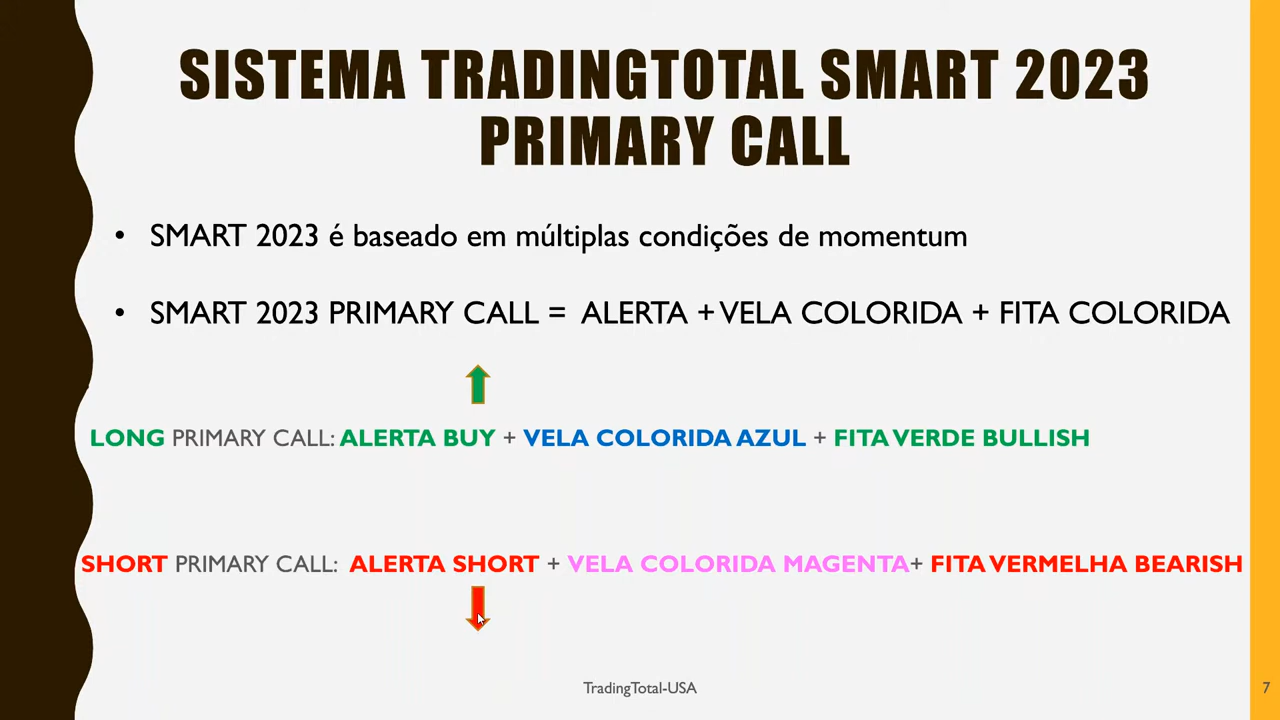 SISTEMA TRADINGTOTAL SMART 2023
PRIMARY CALL
• SMART 2023 é baseado em múltiplas condições de momentum
• SMART 2023 PRIMARY CALL = ALERTA + VELA COLORIDA + FITA COLORIDA
LONG PRIMARY CALL: ALERTA BUY + VELA COLORIDA AZUL + FITA VERDE BULLISH
SHORT PRIMARY CALL: ALERTA SHORT + VELA COLORIDA MAGENTA+ FITA VERMELHA BEARISH
TradingTotal-USA
7